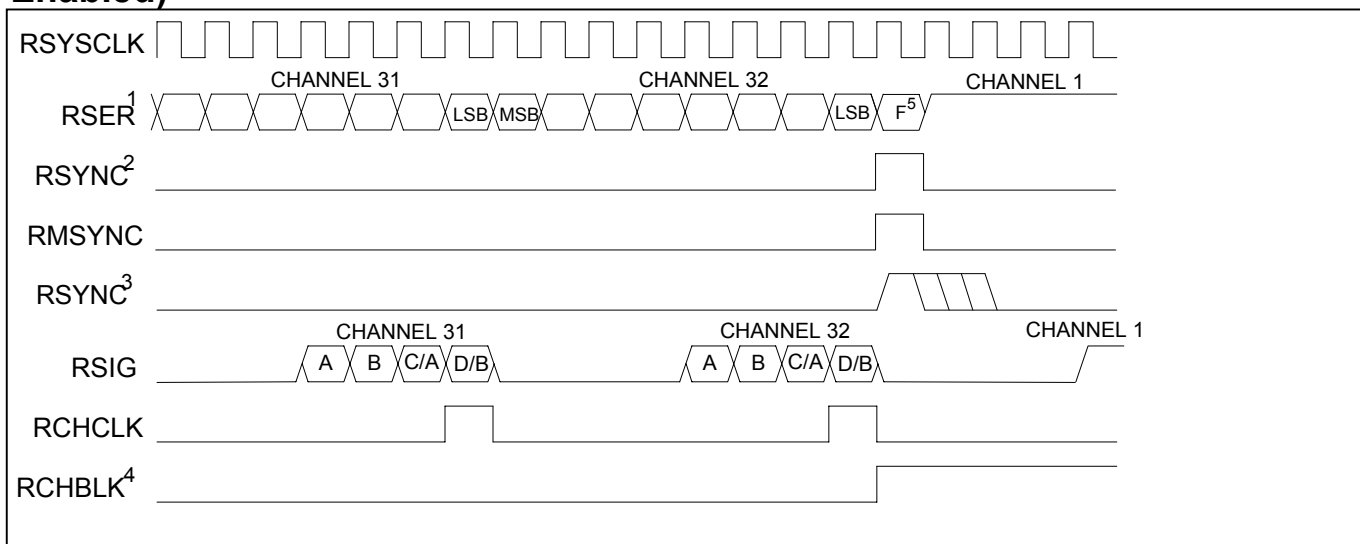 Enabled)
RSYSCLK
CHANNEL 31 CHANNEL 32 CHANNEL 1
RSER1 LSB MSB LSB F5
RSYNC2
RMSYNC
RSYNC3
CHANNEL 31 CHANNEL 32 CHANNEL 1
RSIG A B C/A D/B A B C/A D/B
RCHCLK
RCHBLK4